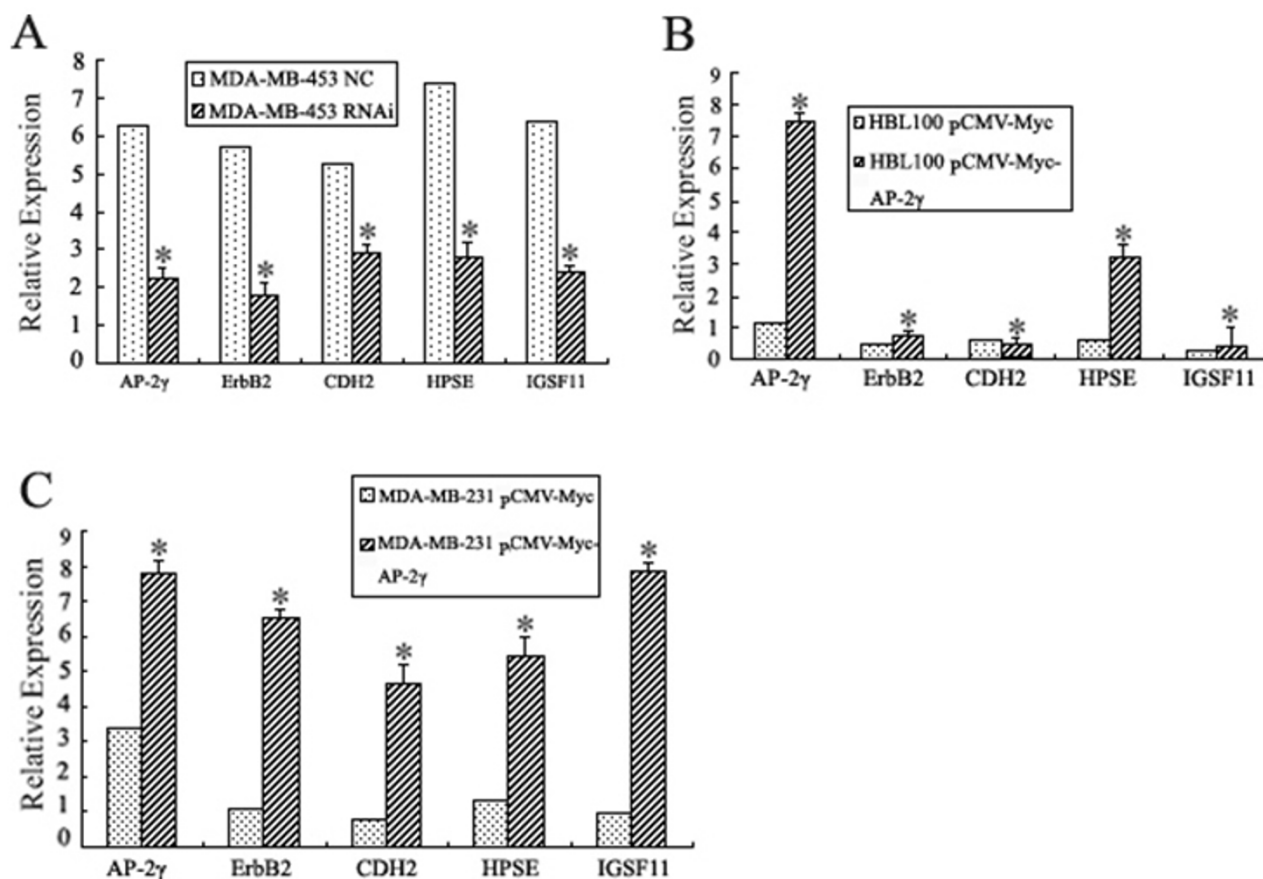 A
8
7
6
5
4
3
2
1
0
Relative Expression
MDA-MB-453 NC
MDA-MB-453 RNAi
*
*
*
*
*
AP-2γ ErbB2 CDH2 HPSE IGSF11
B
9
8
7
6
5
4
3
2
1
0
Relative Expression
HBL100 pCMV-Myc
HBL100 pCMV-Myc-
AP-2γ
*
*
*
*
*
AP-2γ ErbB2 CDH2 HPSE IGSF11
C
9
8
7
6
5
4
3
2
1
0
Relative Expression
MDA-MB-231 pCMV-Myc
MDA-MB-231 pCMV-Myc-
AP-2γ
*
*
*
*
*
AP-2γ ErbB2 CDH2 HPSE IGSF11